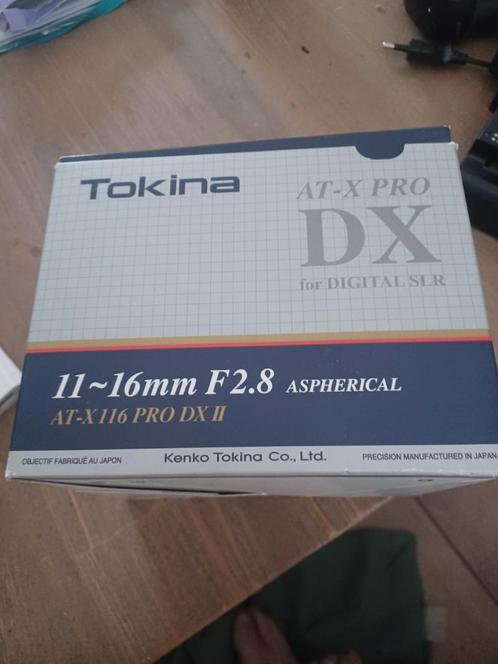 Tokina
AT-X PRO
DX
for DIGITAL SLR
11~16mm F2.8 ASPHERICAL
AT-X116 PRO DX II
OBJECTIF FABRIQUÉ AU JAPON
Kenko Tokina Co., Ltd.
PRECISION MANUFACTURED IN JAPAN